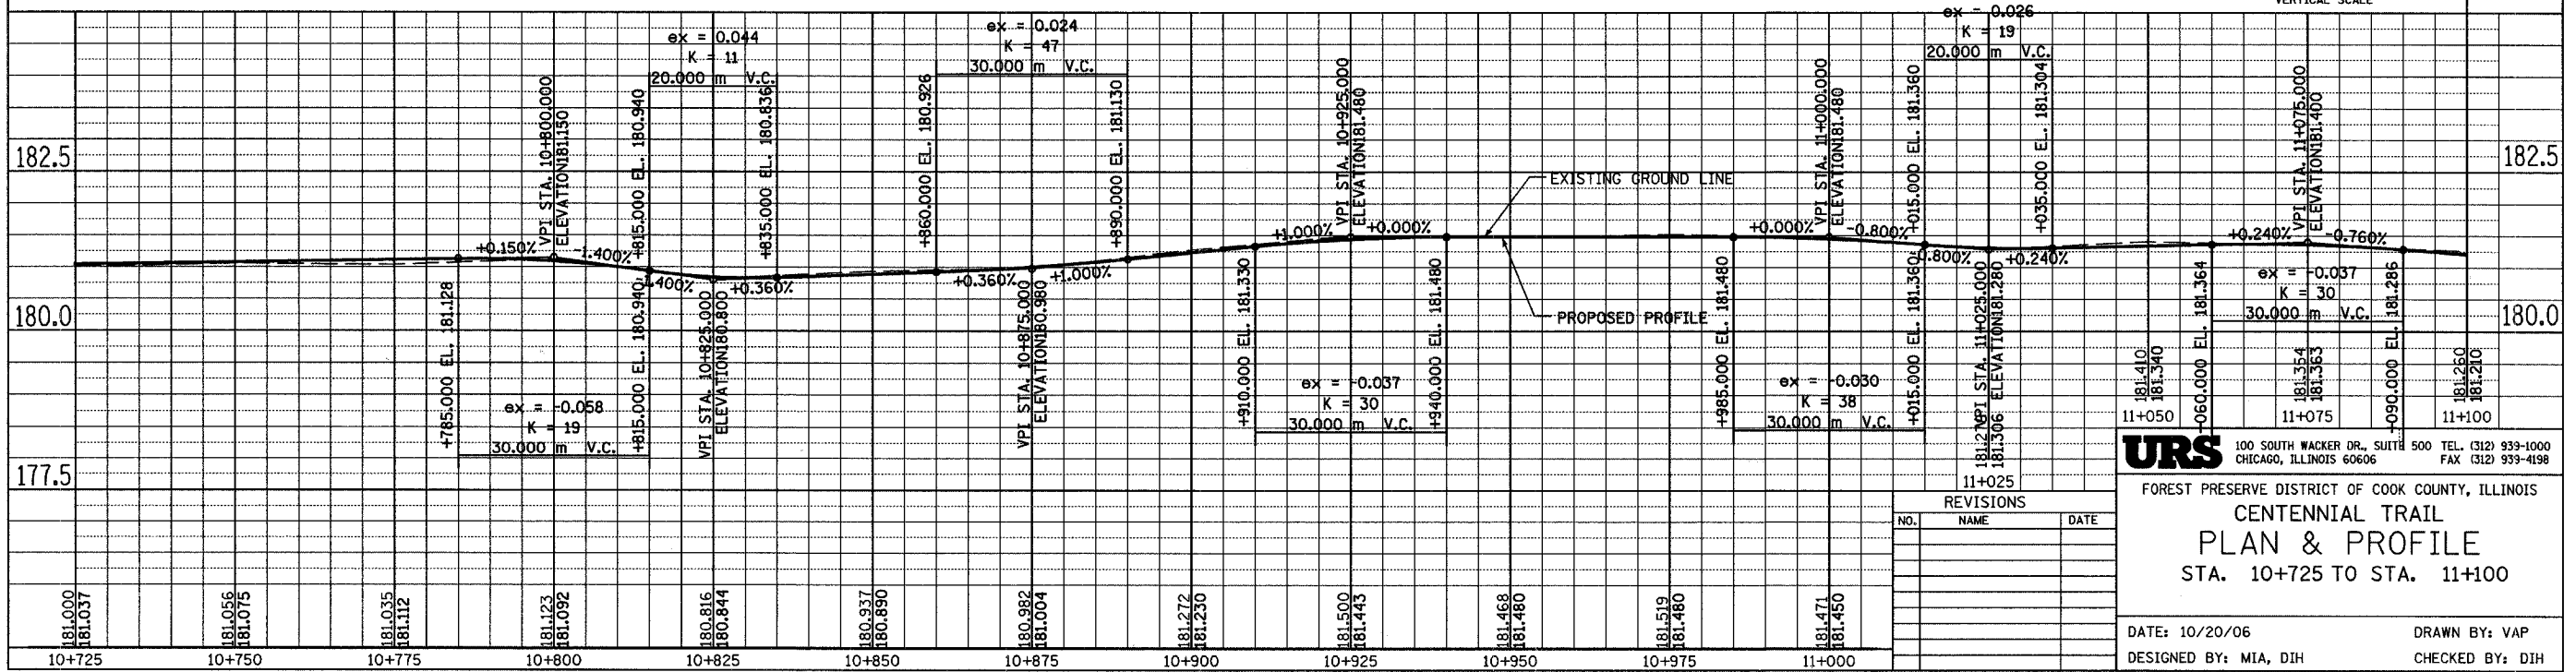 VERTICAL SCALE
ex = 0.044
K = 11
20.000 m V.C.
ex = 0.024
K = 47
30.000 m V.C.
ex = 0.026
K = 19
20.000 m V.C.
VPI STA. 10+800.000
ELEVATION181.150
+815.000 EL. 180.940
+835.000 EL. 180.836
+860.000 EL. 180.926
+890.000 EL. 181.130
VPI STA. 10+925.000
ELEVATION181.480
VPI STA. 11+000.000
ELEVATION181.480
+015.000 EL. 181.360
+035.000 EL. 181.304
VPI STA. 11+075.000
ELEVATION181.400
182.5
182.5
EXISTING GROUND LINE
+0.150%
-1.400%
-1.400%
+0.360%
+0.360%
+1.000%
+1.000%
+0.000%
+0.000%
-0.800%
0.800%
+0.240%
+0.240%
-0.760%
PROPOSED PROFILE
180.0
180.0
+785.000 EL. 181.128
ex = -0.058
K = 19
30.000 m V.C.
+815.000 EL. 180.940
VPI STA. 10+825.000
ELEVATION180.800
VPI STA. 10+875.000
ELEVATION180.980
+910.000 EL. 181.330
ex = -0.037
K = 30
30.000 m V.C.
+940.000 EL. 181.480
+985.000 EL. 181.480
ex = -0.030
K = 38
30.000 m V.C.
+015.000 EL. 181.360
VPI STA. 11+025.000
ELEVATION181.280
181.306
11+025
181.410
181.340
11+050
+060.000 EL. 181.364
ex = -0.037
K = 30
30.000 m V.C.
181.354
181.363
11+075
+090.000 EL. 181.286
181.260
181.210
11+100
177.5
181.000
181.037
181.056
181.075
181.035
181.112
181.123
181.092
180.816
180.844
180.937
180.890
180.982
181.004
181.272
181.230
181.500
181.443
181.468
181.480
181.519
181.480
181.471
181.450
10+725
10+750
10+775
10+800
10+825
10+850
10+875
10+900
10+925
10+950
10+975
11+000
REVISIONS
NO. NAME DATE
URS
100 SOUTH WACKER DR., SUITE 500 TEL. (312) 939-1000
CHICAGO, ILLINOIS 60606 FAX (312) 939-4198
FOREST PRESERVE DISTRICT OF COOK COUNTY, ILLINOIS
CENTENNIAL TRAIL
PLAN & PROFILE
STA. 10+725 TO STA. 11+100
DATE: 10/20/06 DRAWN BY: VAP
DESIGNED BY: MIA, DIH CHECKED BY: DIH